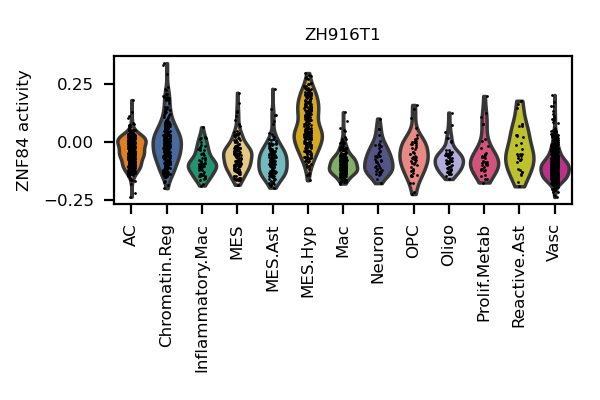 ZH916T1
ZNF84 activity
0.25
0.00
−0.25
AC
Chromatin.Reg
Inflammatory.Mac
MES
MES.Ast
MES.Hyp
Mac
Neuron
OPC
Oligo
Prolif.Metab
Reactive.Ast
Vasc